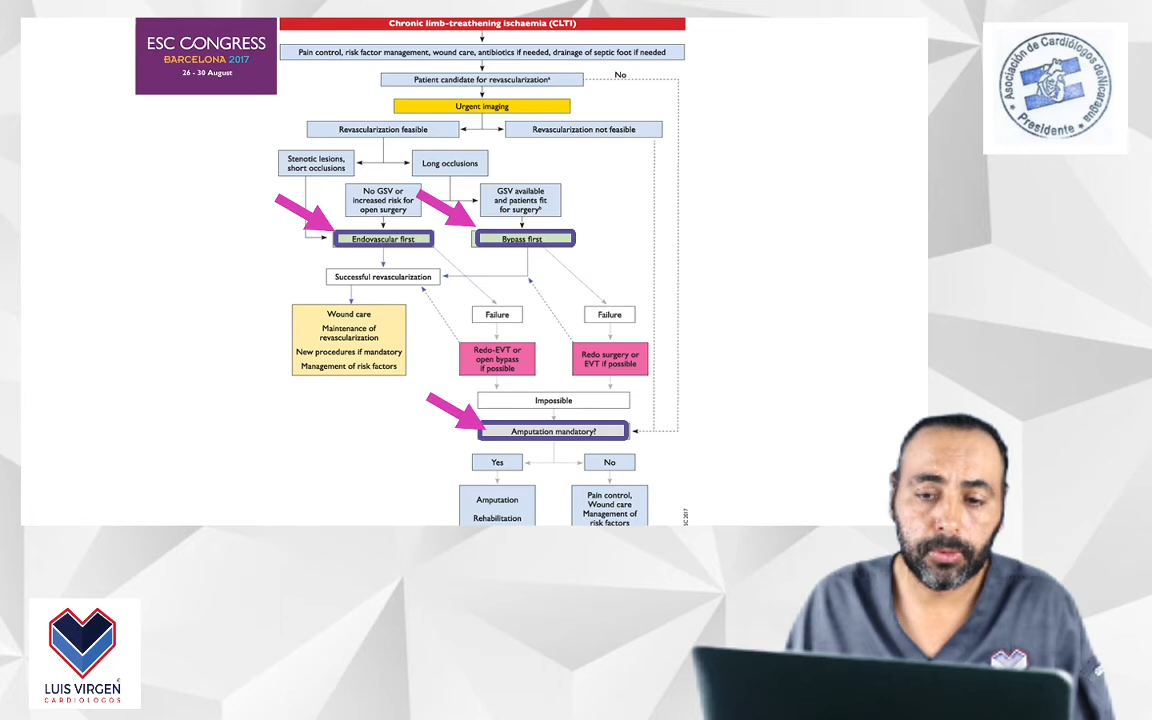 ESC CONGRESS
BARCELONA 2017
26 - 30 August
Chronic limb-treathening ischaemia (CLTI)
Pain control, risk factor management, wound care, antibiotics if needed, drainage of septic foot if needed
Patient candidate for revascularizationᵃ
No
Urgent imaging
Revascularization feasible
Revascularization not feasible
Stenotic lesions,
short occlusions
Long occlusions
No GSV or
increased risk for
open surgery
GSV available
and patients fit
for surgeryᵇ
Endovascular first
Bypass first
Successful revascularization
Failure
Failure
Wound care
Maintenance of
revascularization
New procedures if mandatory
Management of risk factors
Redo-EVT or
open bypass
if possible
Redo surgery or
EVT if possible
Impossible
Amputation mandatory?
Yes
No
Amputation
Rehabilitation
Pain control,
Wound care
Management of
risk factors
SC 2017
Asociación de Cardiólogos de Nicaragua
Presidente
LUIS VIRGEN
CARDIOLOGOS